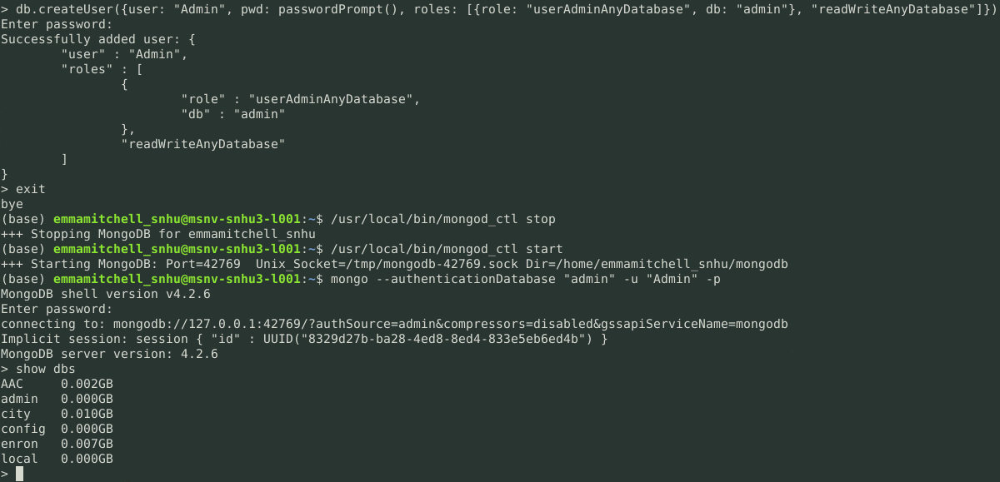 > db.createUser({user: "Admin", pwd: passwordPrompt(), roles: [{role: "userAdminAnyDatabase", db: "admin"}, "readWriteAnyDatabase"]})
Enter password:
Successfully added user: {
        "user" : "Admin",
        "roles" : [
                {
                        "role" : "userAdminAnyDatabase",
                        "db" : "admin"
                },
                "readWriteAnyDatabase"
        ]
}
> exit
bye
(base) emmamitchell_snhu@msnv-snhu3-l001:~$ /usr/local/bin/mongod_ctl stop
+++ Stopping MongoDB for emmamitchell_snhu
(base) emmamitchell_snhu@msnv-snhu3-l001:~$ /usr/local/bin/mongod_ctl start
+++ Starting MongoDB: Port=42769  Unix_Socket=/tmp/mongodb-42769.sock Dir=/home/emmamitchell_snhu/mongodb
(base) emmamitchell_snhu@msnv-snhu3-l001:~$ mongo --authenticationDatabase "admin" -u "Admin" -p
MongoDB shell version v4.2.6
Enter password:
connecting to: mongodb://127.0.0.1:42769/?authSource=admin&compressors=disabled&gssapiServiceName=mongodb
Implicit session: session { "id" : UUID("8329d27b-ba28-4ed8-8ed4-833e5eb6ed4b") }
MongoDB server version: 4.2.6
> show dbs
AAC     0.002GB
admin   0.000GB
city    0.010GB
config  0.000GB
enron   0.007GB
local   0.000GB
>